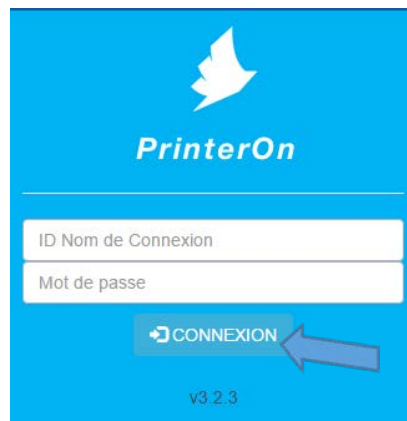 PrinterOn
ID Nom de Connexion
Mot de passe
CONNEXION
v3.2.3